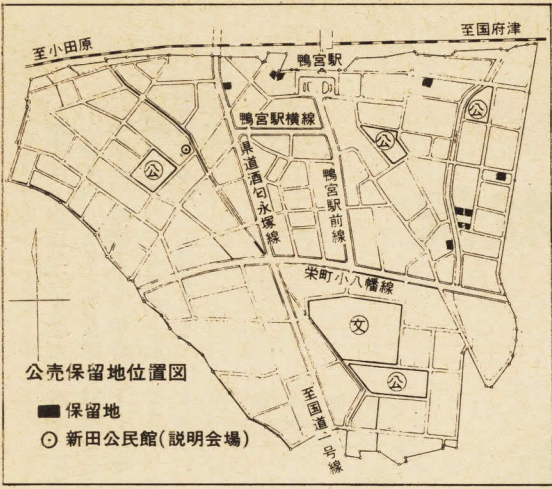 至小田原
至国府津
鴨宮駅
鴨宮駅横線
県道酒匂永塚線
鴨宮駅前線
公
公
公
栄町小八幡線
文
公
至国道一号線
公売保留地位置図
保留地
新田公民館(説明会場)